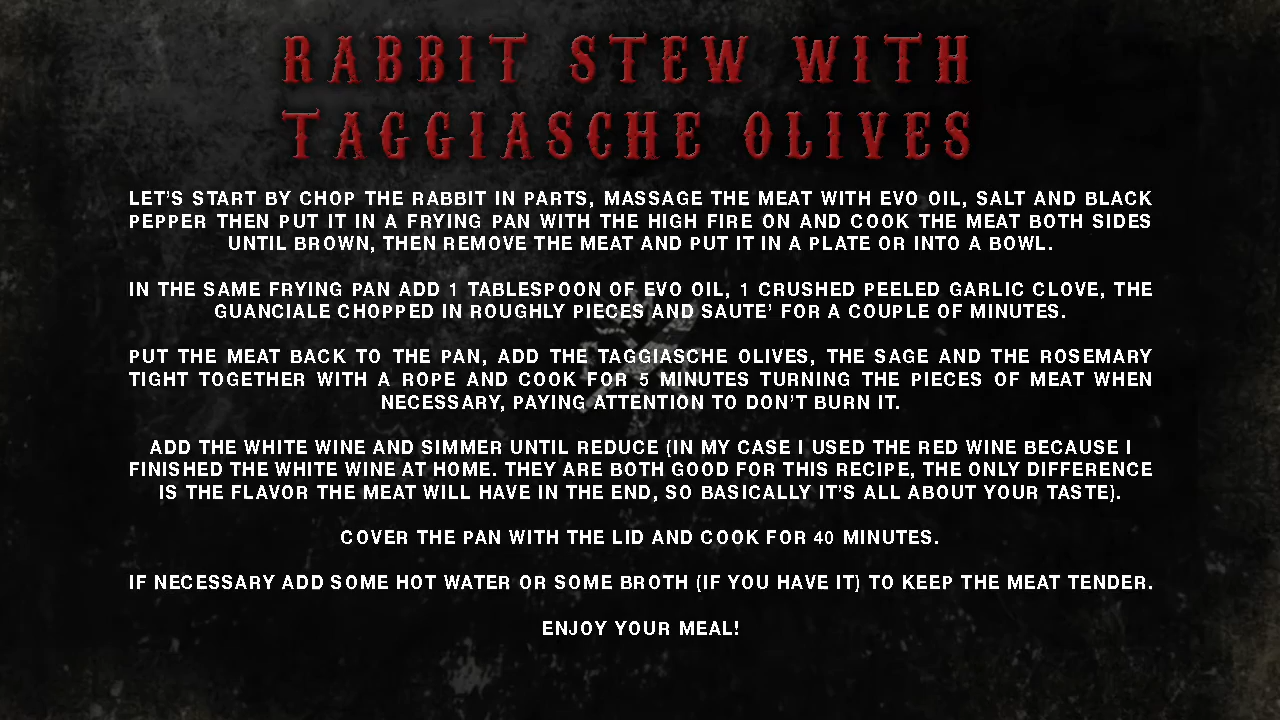 RABBIT STEW WITH
TAGGIASCHE OLIVES
LET'S START BY CHOP THE RABBIT IN PARTS, MASSAGE THE MEAT WITH EVO OIL, SALT AND BLACK
PEPPER THEN PUT IT IN A FRYING PAN WITH THE HIGH FIRE ON AND COOK THE MEAT BOTH SIDES
UNTIL BROWN, THEN REMOVE THE MEAT AND PUT IT IN A PLATE OR INTO A BOWL.
IN THE SAME FRYING PAN ADD 1 TABLESPOON OF EVO OIL, 1 CRUSHED PEELED GARLIC CLOVE, THE
GUANCIALE CHOPPED IN ROUGHLY PIECES AND SAUTE' FOR A COUPLE OF MINUTES.
PUT THE MEAT BACK TO THE PAN, ADD THE TAGGIASCHE OLIVES, THE SAGE AND THE ROSEMARY
TIGHT TOGETHER WITH A ROPE AND COOK FOR 5 MINUTES TURNING THE PIECES OF MEAT WHEN
NECESSARY, PAYING ATTENTION TO DON'T BURN IT.
ADD THE WHITE WINE AND SIMMER UNTIL REDUCE (IN MY CASE I USED THE RED WINE BECAUSE I
FINISHED THE WHITE WINE AT HOME. THEY ARE BOTH GOOD FOR THIS RECIPE, THE ONLY DIFFERENCE
IS THE FLAVOR THE MEAT WILL HAVE IN THE END, SO BASICALLY IT'S ALL ABOUT YOUR TASTE).
COVER THE PAN WITH THE LID AND COOK FOR 40 MINUTES.
IF NECESSARY ADD SOME HOT WATER OR SOME BROTH (IF YOU HAVE IT) TO KEEP THE MEAT TENDER.
ENJOY YOUR MEAL!